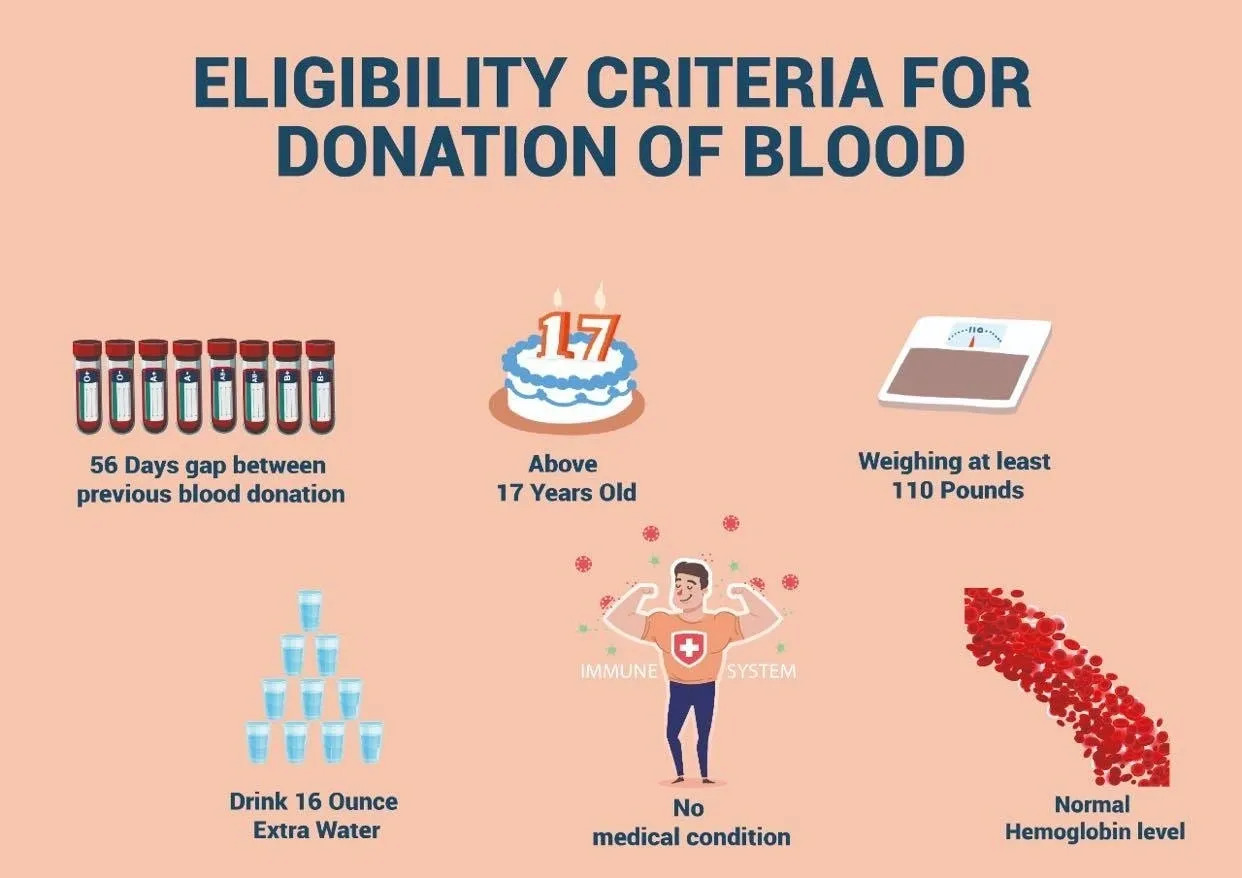 ELIGIBILITY CRITERIA FOR
DONATION OF BLOOD
O+
O-
A+
A-
AB+
AB-
B+
B-
17
110
56 Days gap between
previous blood donation
Above
17 Years Old
Weighing at least
110 Pounds
IMMUNE SYSTEM
Drink 16 Ounce
Extra Water
No
medical condition
Normal
Hemoglobin level